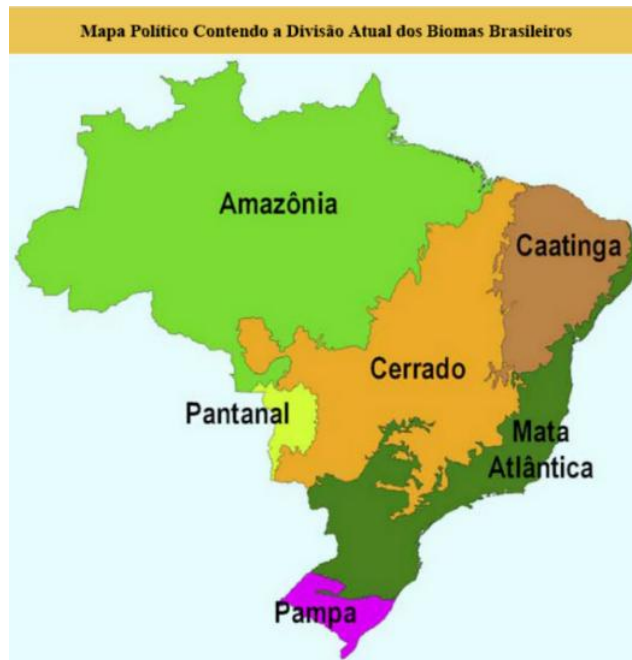 Mapa Político Contendo a Divisão Atual dos Biomas Brasileiros
Amazônia
Caatinga
Cerrado
Pantanal
Mata
Atlântica
Pampa